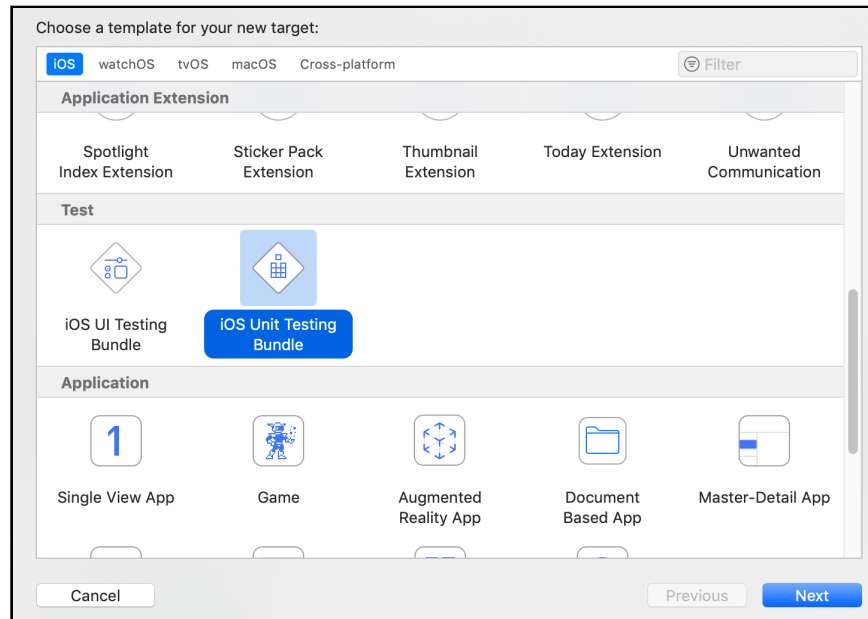 Choose a template for your new target:
iOS watchOS tvOS macOS Cross-platform Filter
Application Extension
Spotlight
Index Extension
Sticker Pack
Extension
Thumbnail
Extension
Today Extension
Unwanted
Communication
Test
iOS UI Testing
Bundle
iOS Unit Testing
Bundle
Application
1
Single View App
Game
Augmented
Reality App
Document
Based App
Master-Detail App
Cancel Previous Next